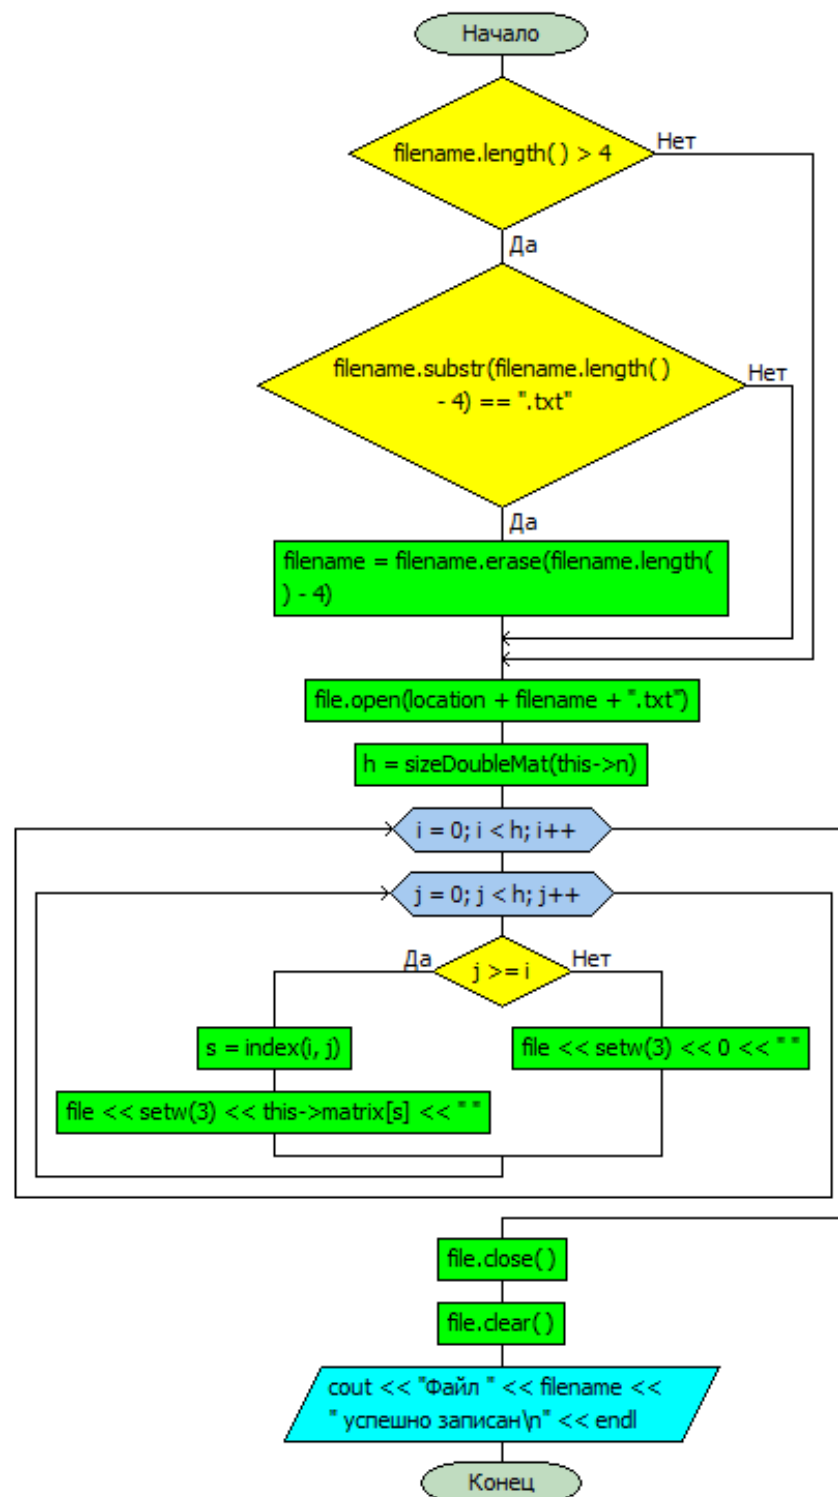 Начало
filename.length() > 4
Нет
Да
filename.substr(filename.length()
- 4) == ".txt"
Нет
Да
filename = filename.erase(filename.length(
) - 4)
file.open(location + filename + ".txt")
h = sizeDoubleMat(this->n)
i = 0; i < h; i++
j = 0; j < h; j++
Да
j >= i
Нет
s = index(i, j)
file << setw(3) << 0 << " "
file << setw(3) << this->matrix[s] << " "
file.close()
file.clear()
cout << "Файл " << filename <<
" успешно записан\n" << endl
Конец